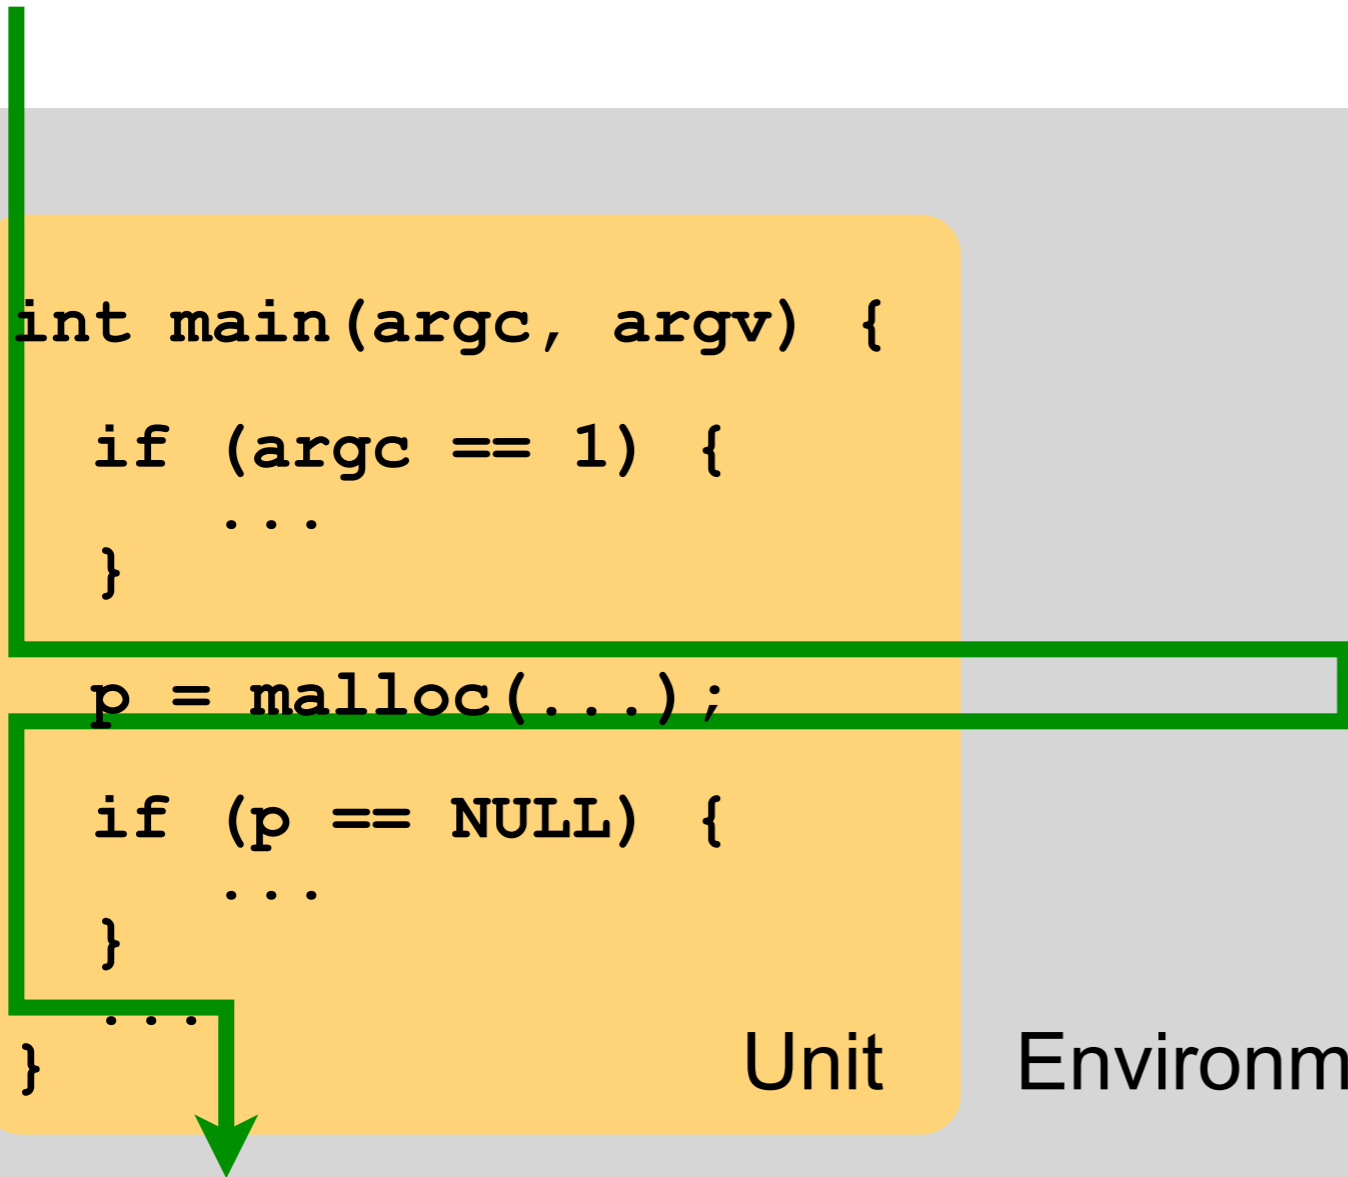 int main(argc, argv) {
if (argc == 1) {
...
}
p = malloc(...);
if (p == NULL) {
...
}
...
}
Unit
Environm